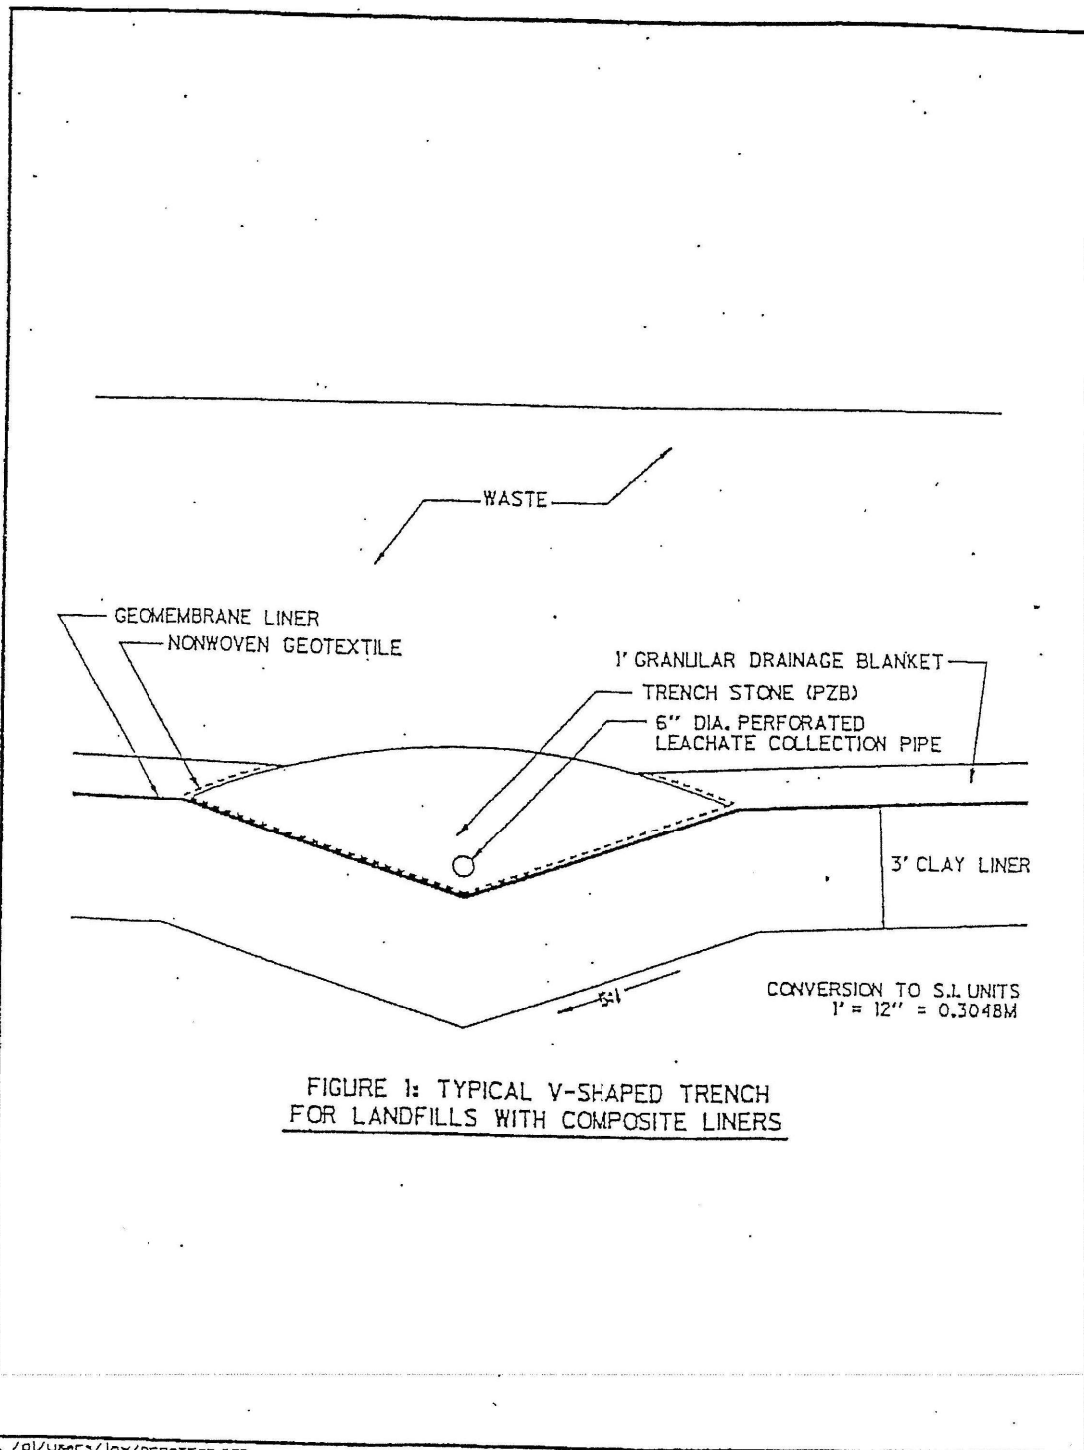 WASTE
GEOMEMBRANE LINER
NONWOVEN GEOTEXTILE
1' GRANULAR DRAINAGE BLANKET
TRENCH STONE (PZB)
6" DIA. PERFORATED
LEACHATE COLLECTION PIPE
3' CLAY LINER
5:1
CONVERSION TO S.I. UNITS
1' = 12" = 0.3048M
FIGURE 1: TYPICAL V-SHAPED TRENCH
FOR LANDFILLS WITH COMPOSITE LINERS